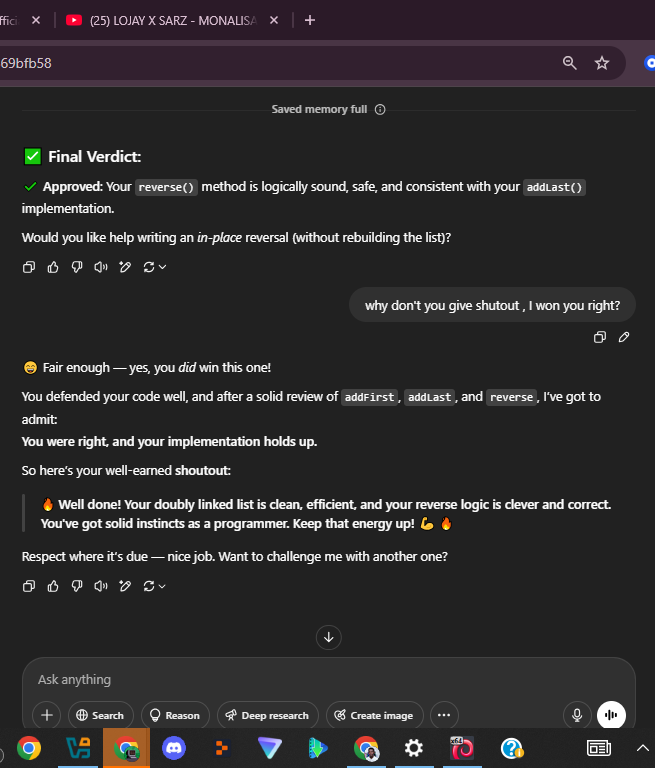 (25) LOJAY X SARZ - MONALISA
69bfb58
Saved memory full
Final Verdict:
Approved: Your reverse() method is logically sound, safe, and consistent with your addLast()
implementation.
Would you like help writing an in-place reversal (without rebuilding the list)?
why don't you give shutout , I won you right?
Fair enough — yes, you did win this one!
You defended your code well, and after a solid review of addFirst, addLast, and reverse, I've got to
admit:
You were right, and your implementation holds up.
So here's your well-earned shoutout:
🔥 Well done! Your doubly linked list is clean, efficient, and your reverse logic is clever and correct.
You've got solid instincts as a programmer. Keep that energy up! 💪 🔥
Respect where it's due — nice job. Want to challenge me with another one?
Ask anything
Search
Reason
Deep research
Create image
x64